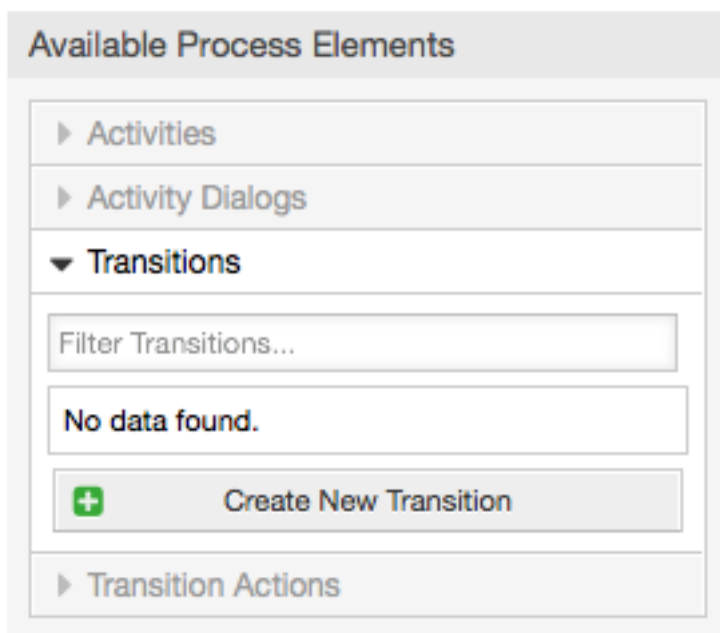 Available Process Elements
Activities
Activity Dialogs
Transitions
Filter Transitions...
No data found.
Create New Transition
Transition Actions